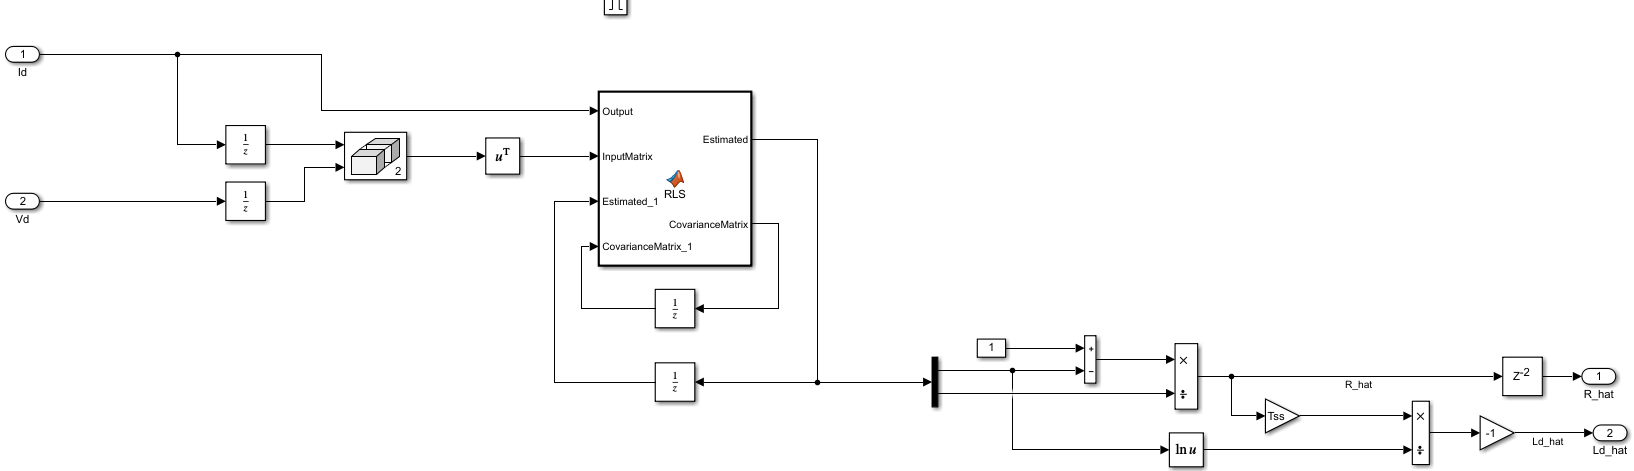 1
Id
1
z
2
u^T
2
Vd
1
z
Output
InputMatrix
Estimated_1
CovarianceMatrix_1
Estimated
CovarianceMatrix
RLS
1
z
1
z
1
+
−
×
÷
R_hat
Z^-2
1
R_hat
Tss
×
÷
-1
Ld_hat
2
Ld_hat
ln u